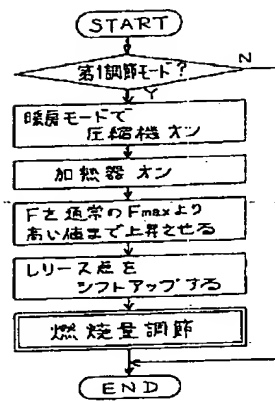 START
第1調節モード?
N
Y
暖房モードで
圧縮機オン
加熱器オン
Fを通常のFmaxより
高い値まで上昇させる
レリース点を
シフトアップする
燃焼量調節
END